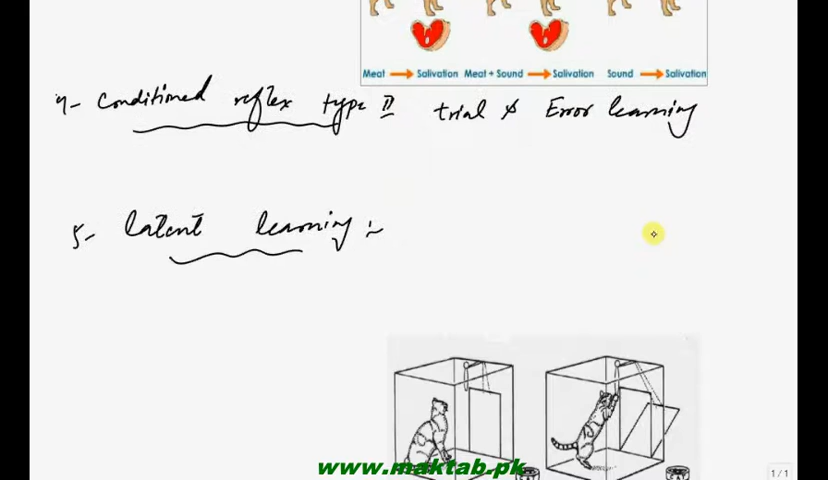 Meat → Salivation Meat + Sound → Salivation Sound → Salivation
4- Conditioned reflex type II trial & Error learning
5- latent learning :-
www.maktab.pk
1/1